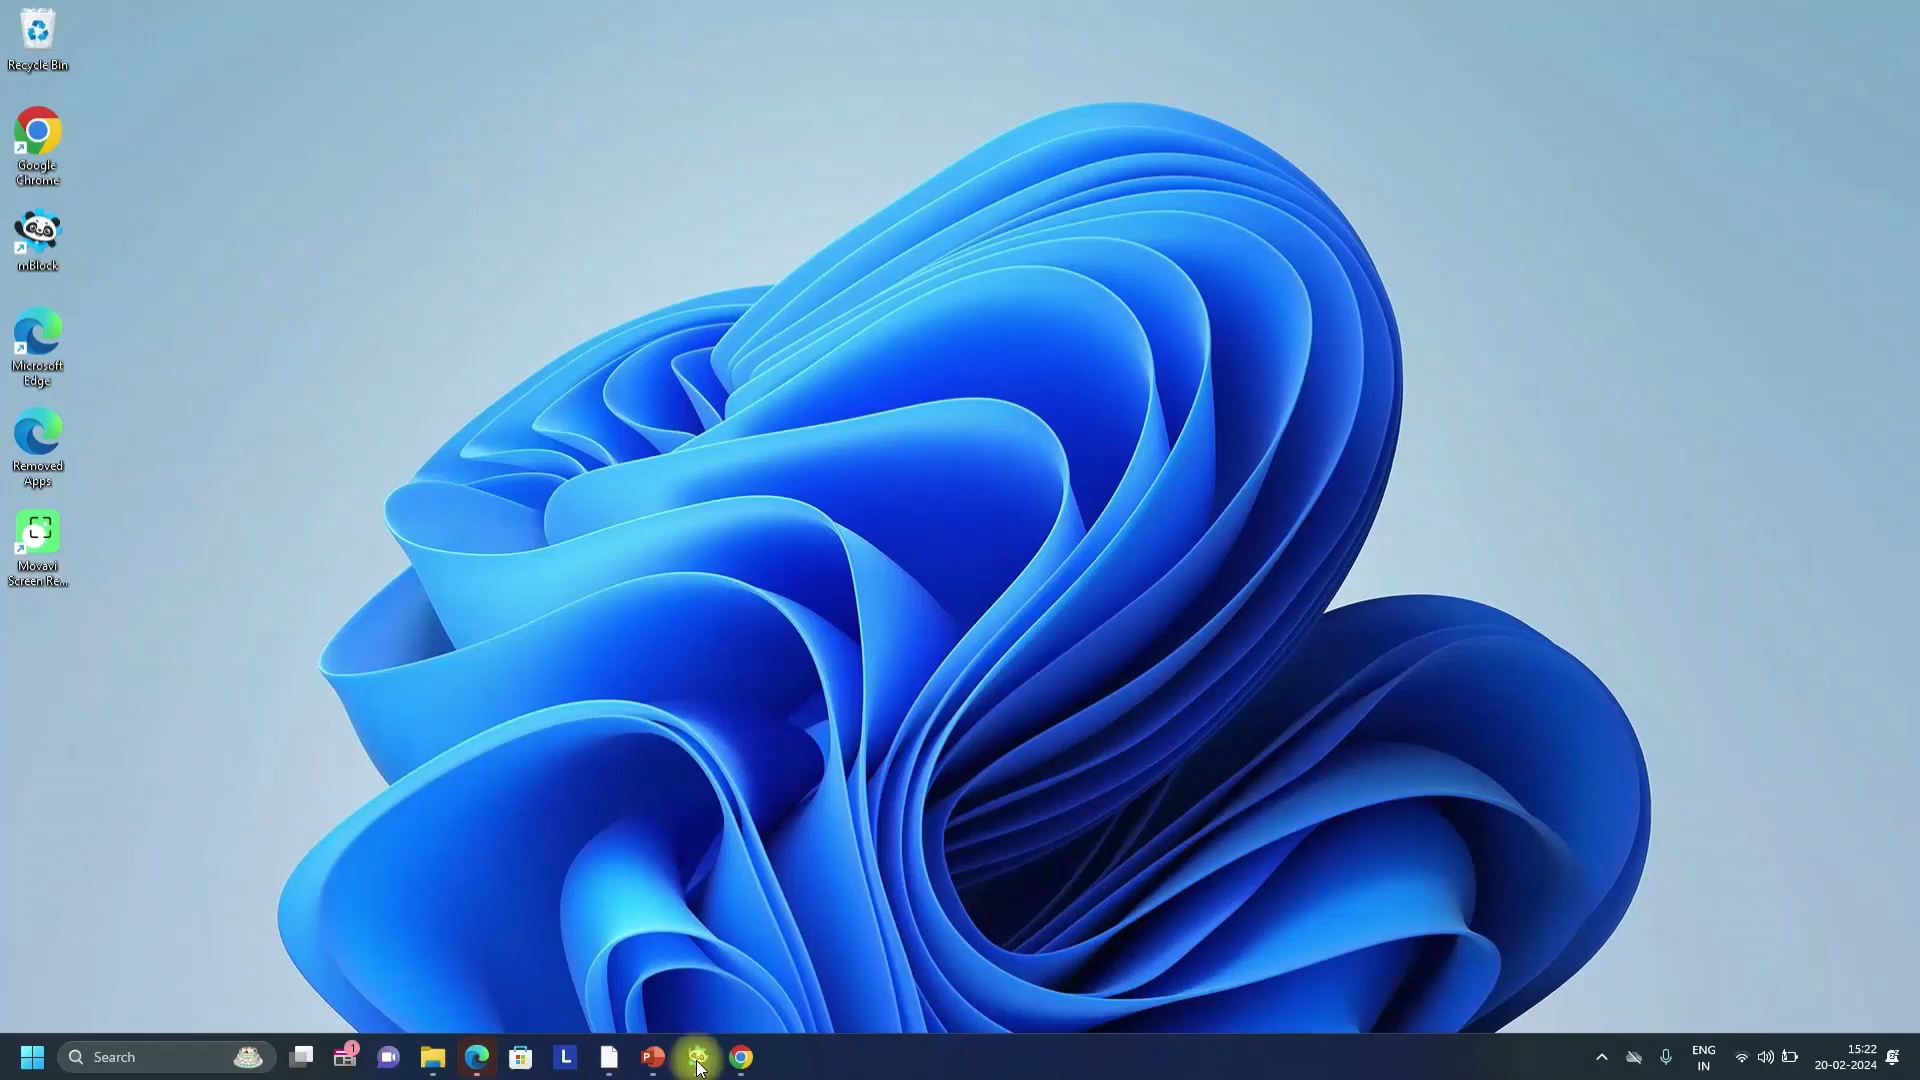 Recycle Bin
Google
Chrome
mBlock
Microsoft
Edge
Removed
Apps
Movavi
Screen Re...
Search
1
L
P
ENG
IN
15:22
20-02-2024